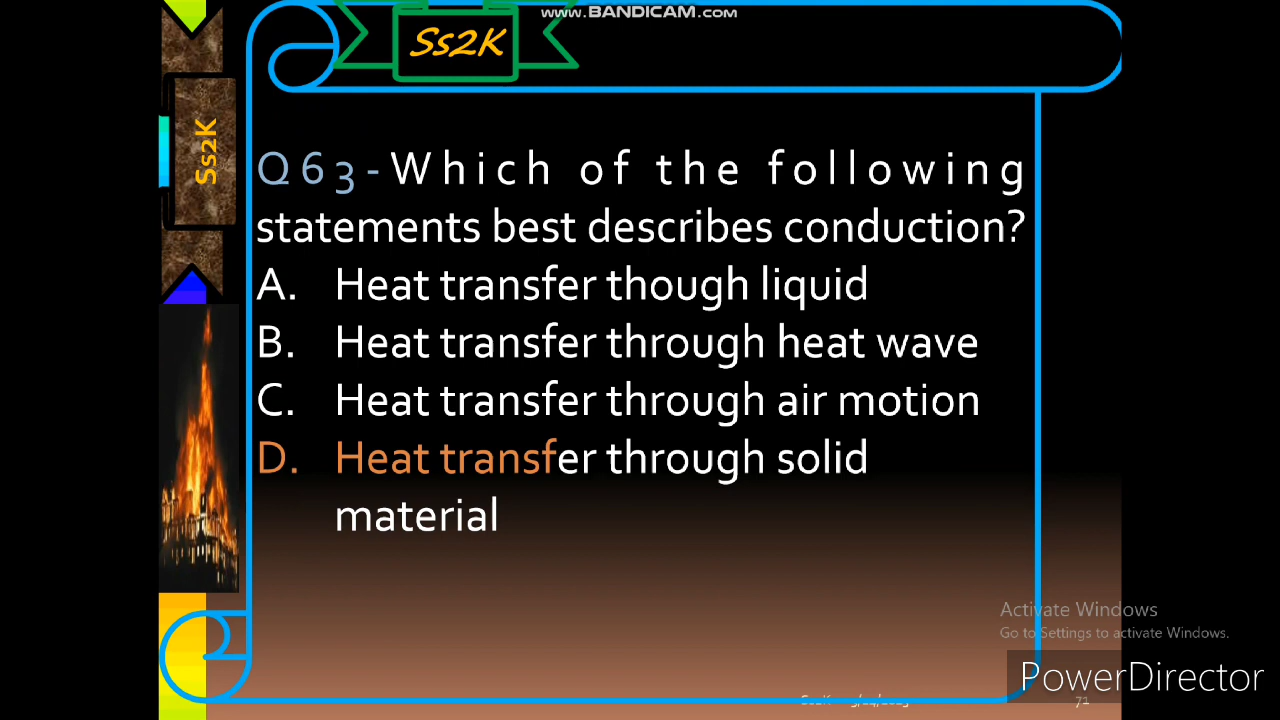 www.BANDICAM.com
Ss2K
Ss2K
Q63-Which of the following
statements best describes conduction?
A. Heat transfer though liquid
B. Heat transfer through heat wave
C. Heat transfer through air motion
D. Heat transfer through solid
material
Activate Windows
Go to Settings to activate Windows.
PowerDirector
71